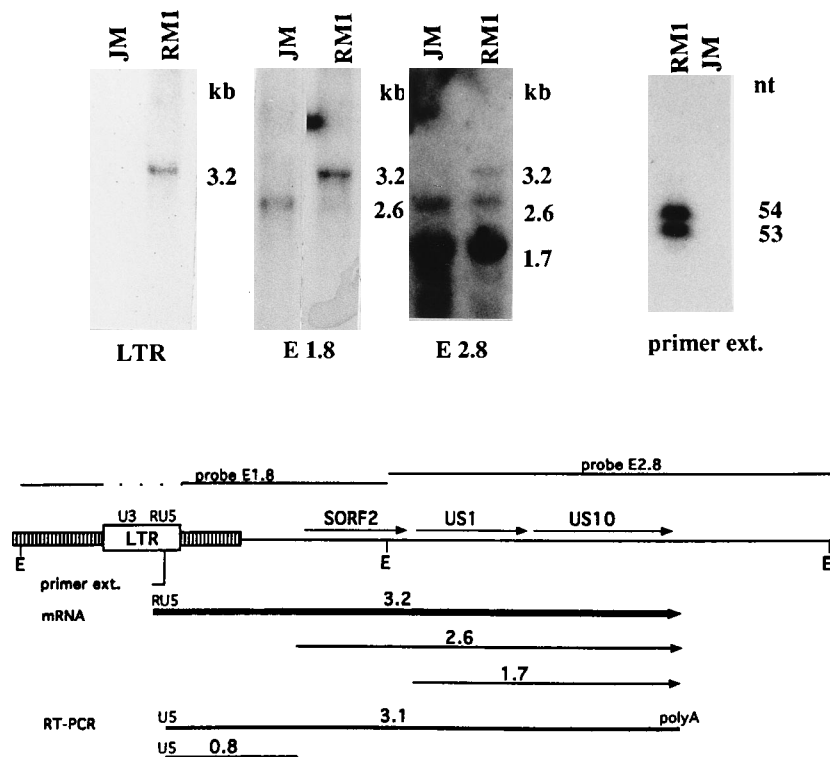 JM RM1 JM RM1 JM RM1 RM1 JM
kb kb kb nt
3.2 3.2 3.2
2.6 2.6 54
1.7 53
LTR E 1.8 E 2.8 primer ext.
probe E1.8 probe E2.8
U3 RU5 SORF2 US1 US10
LTR
E E E
primer ext.
RU5 3.2
mRNA
2.6
1.7
RT-PCR U5 3.1 polyA
U5 0.8